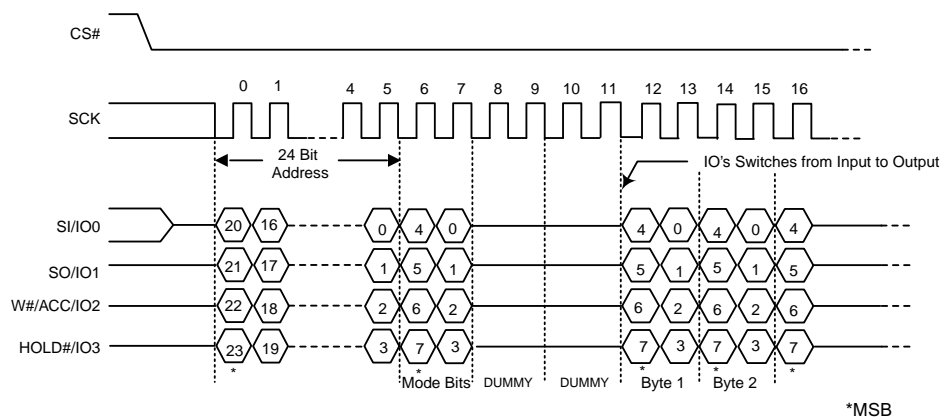 CS#
0 1 4 5 6 7 8 9 10 11 12 13 14 15 16
SCK
24 Bit
Address
IO's Switches from Input to Output
SI/IO0 20 16 0 4 0 4 0 4 0 4
SO/IO1 21 17 1 5 1 5 1 5 1 5
W#/ACC/IO2 22 18 2 6 2 6 2 6 2 6
HOLD#/IO3 23 19 3 7 3 7 3 7 3 7
* * * * *
Mode Bits DUMMY DUMMY Byte 1 Byte 2
*MSB